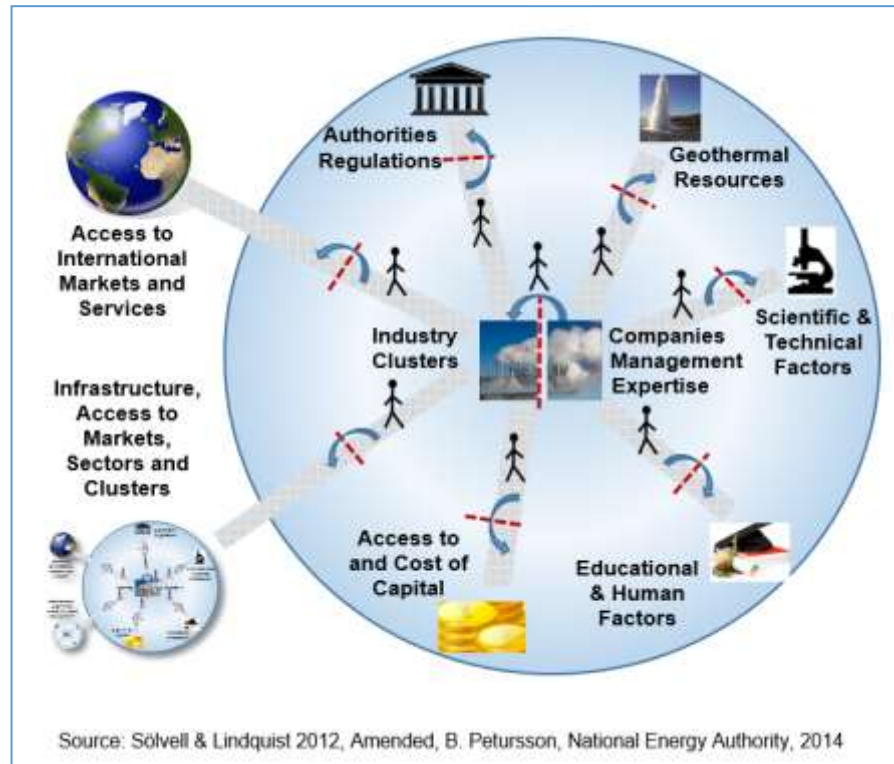 Authorities
Regulations
Geothermal
Resources
Access to
International
Markets and
Services
Scientific &
Technical
Factors
Industry
Clusters
Companies
Management
Expertise
Infrastructure,
Access to
Markets,
Sectors and
Clusters
Access to
and Cost of
Capital
Educational
& Human
Factors
Source: Sölvell & Lindquist 2012, Amended, B. Petursson, National Energy Authority, 2014